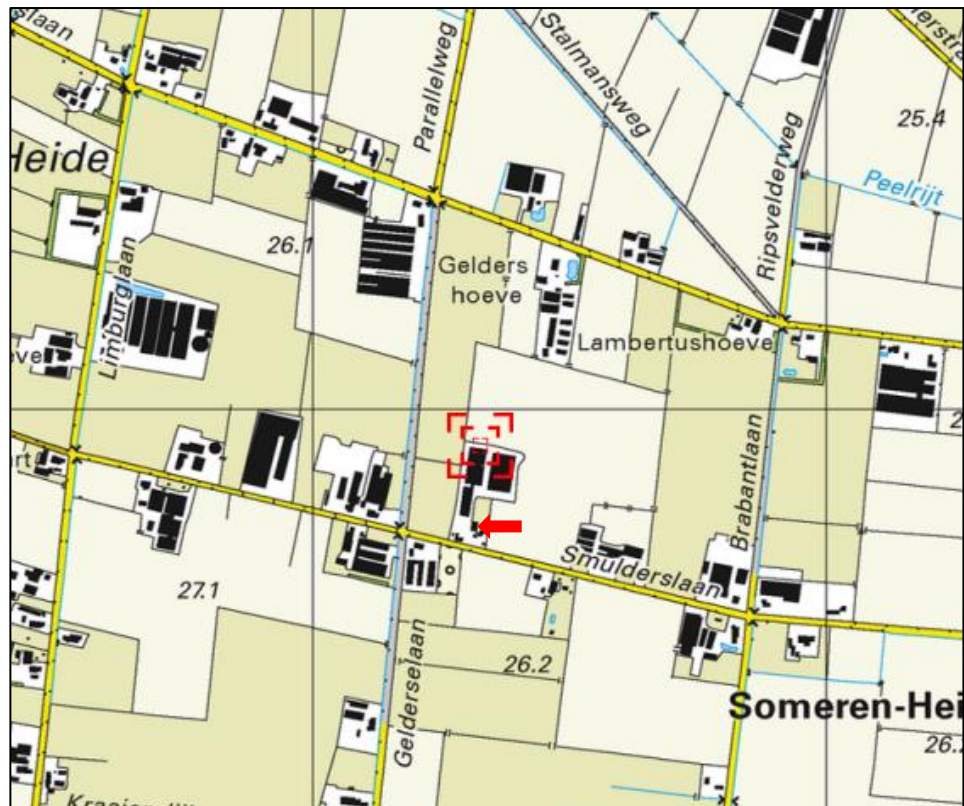 slaan
Parallelweg
Stalmansweg
25.4
Heide
Peelrijt
Ripsvelderweg
26.1
Gelders
hoeve
Limburglaan
Lambertushoeve
Brabantlaan
Smulderslaan
27.1
26.2
Gelderselaan
Someren-Hei
26.